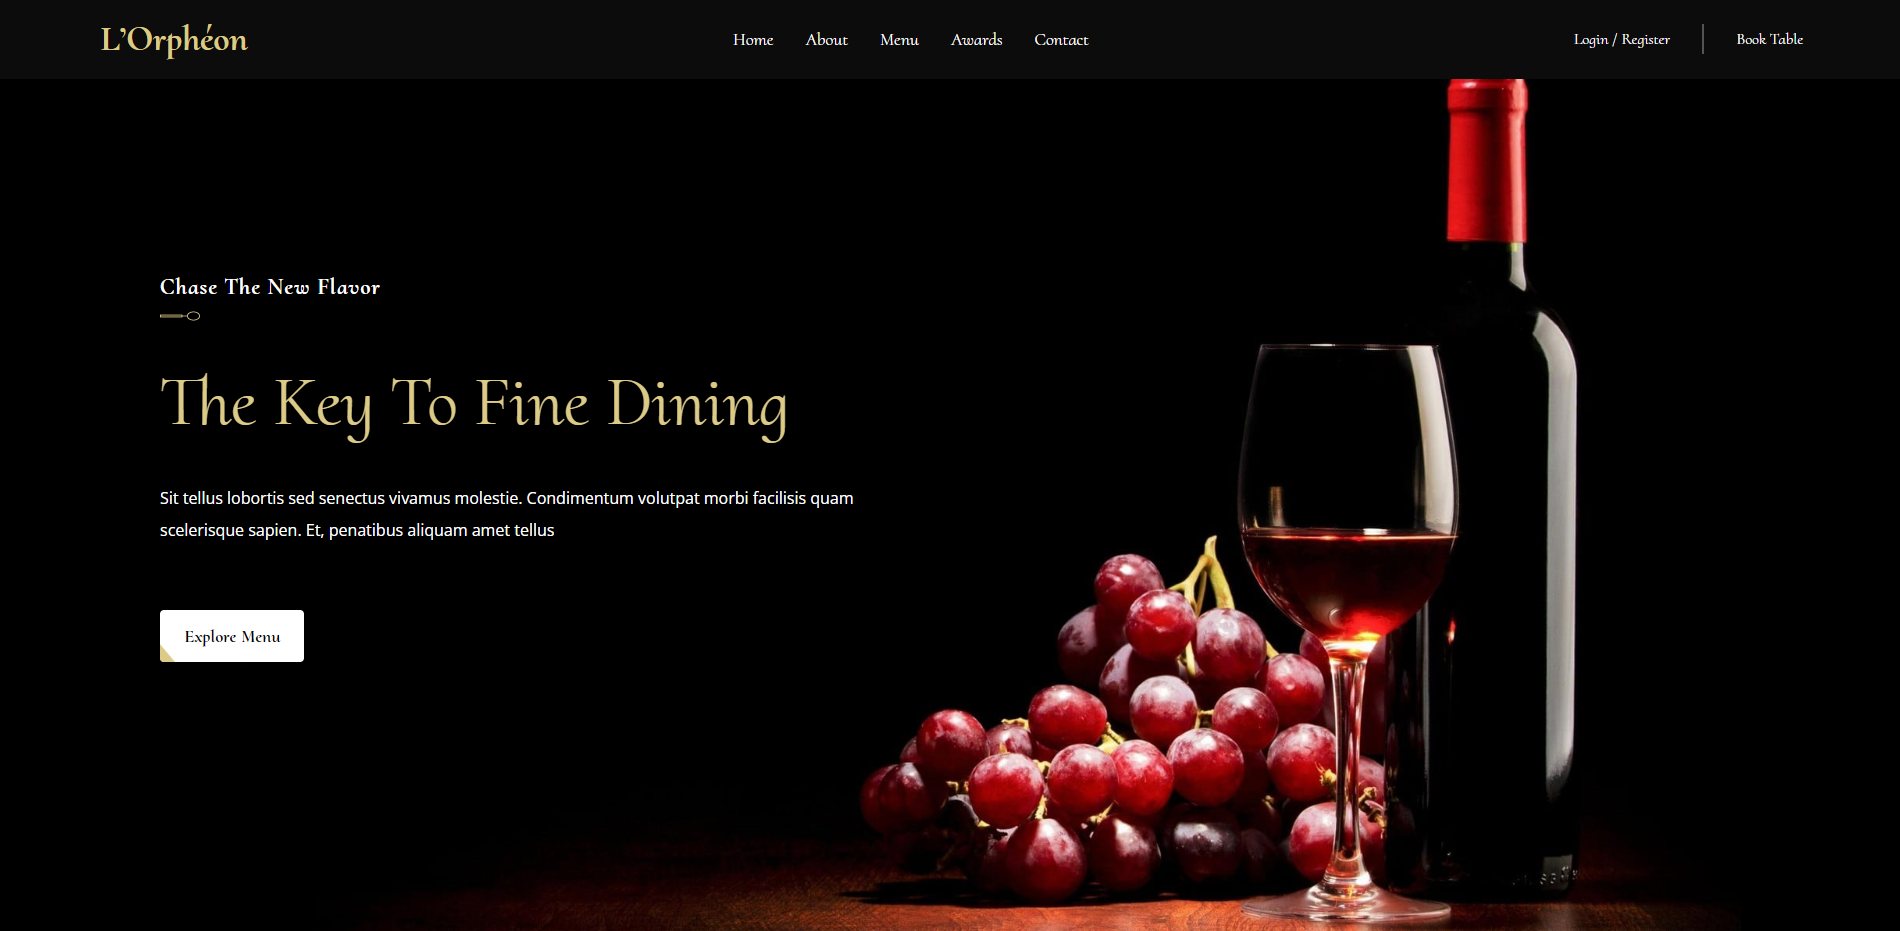 L'Orphéon
Home About Menu Awards Contact
Login / Register
Book Table
Chase The New Flavor
The Key To Fine Dining
Sit tellus lobortis sed senectus vivamus molestie. Condimentum volutpat morbi facilisis quam
scelerisque sapien. Et, penatibus aliquam amet tellus
Explore Menu